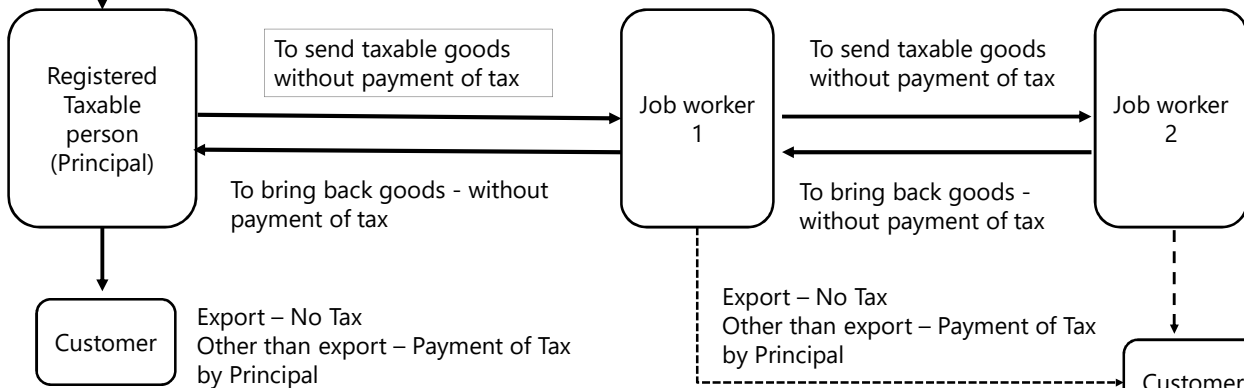 Registered
Taxable
person
(Principal)
To send taxable goods
without payment of tax
Job worker
1
To send taxable goods
without payment of tax
Job worker
2
To bring back goods - without
payment of tax
To bring back goods -
without payment of tax
Customer
Export – No Tax
Other than export – Payment of Tax
by Principal
Export – No Tax
Other than export – Payment of Tax
by Principal
Customer